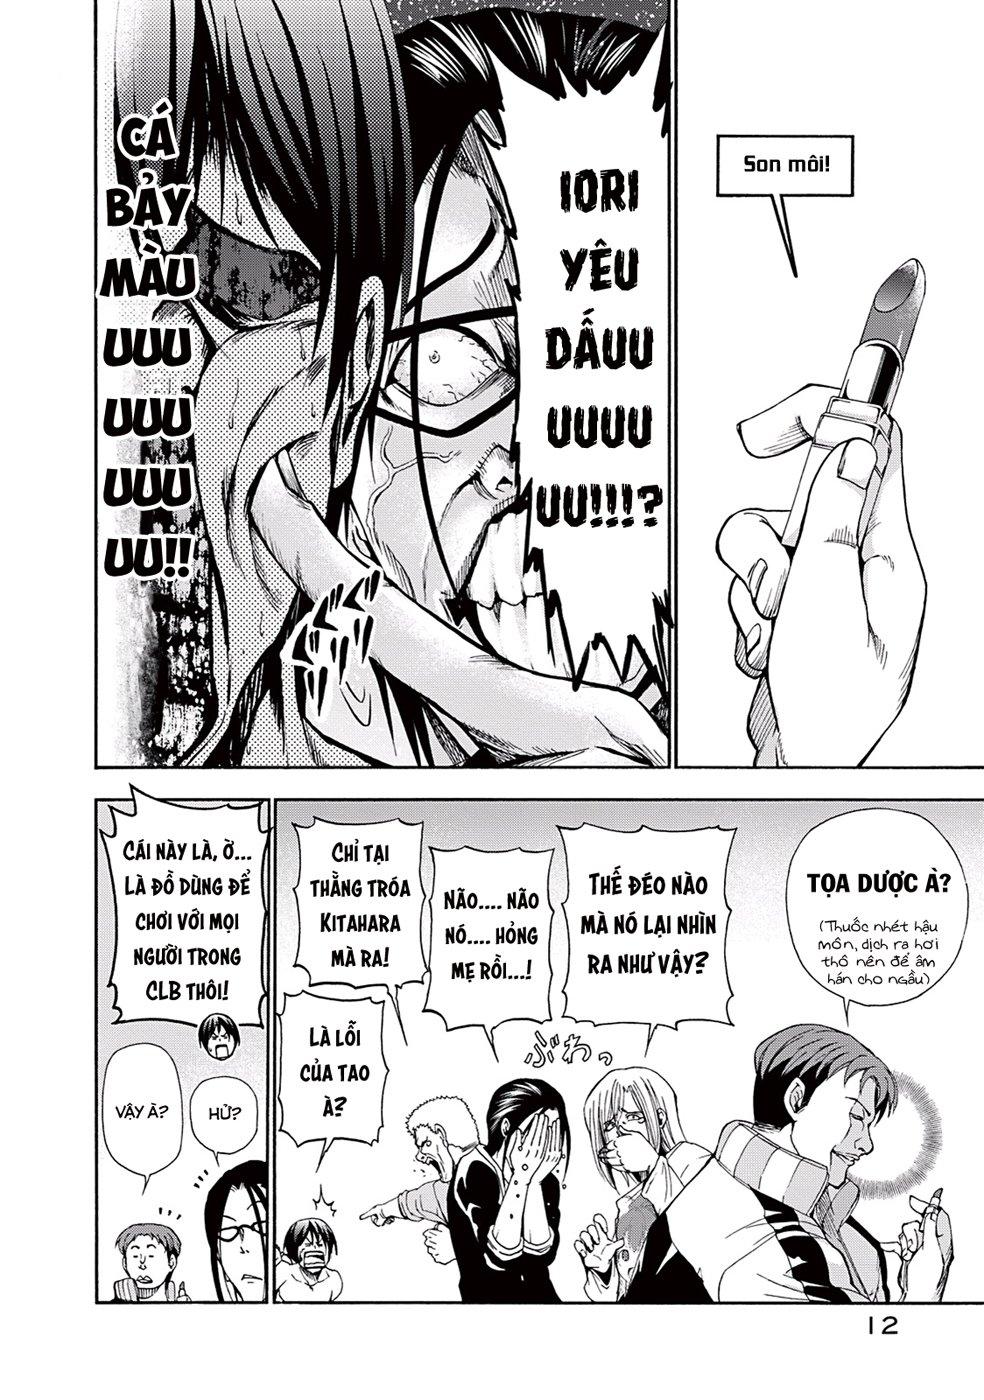 Son môi!
IORI
YÊU
DẤUU
UUUU
UU!!!!?
CÁ
BẢY
MÀU
UUU
UUU
UUU
UU!!
TỌA DƯỢC À?
(Thuốc nhét hậu
môn, dịch ra hơi
thô nên để âm
hán cho ngầu)
THẾ ĐÉO NÀO
MÀ NÓ LẠI NHÌN
RA NHƯ VẬY?
NÃO.... NÃO
NÓ.... HỎNG
MẸ RỒI...!
CHỈ TẠI
THẰNG TRÓA
KITAHARA
MÀ RA!
LÀ LỖI
CỦA TAO
À?
ぶわっ
CÁI NÀY LÀ, Ờ...
LÀ ĐỒ DÙNG ĐỂ
CHƠI VỚI MỌI
NGƯỜI TRONG
CLB THÔI!
HỬ?
VẬY À?
12